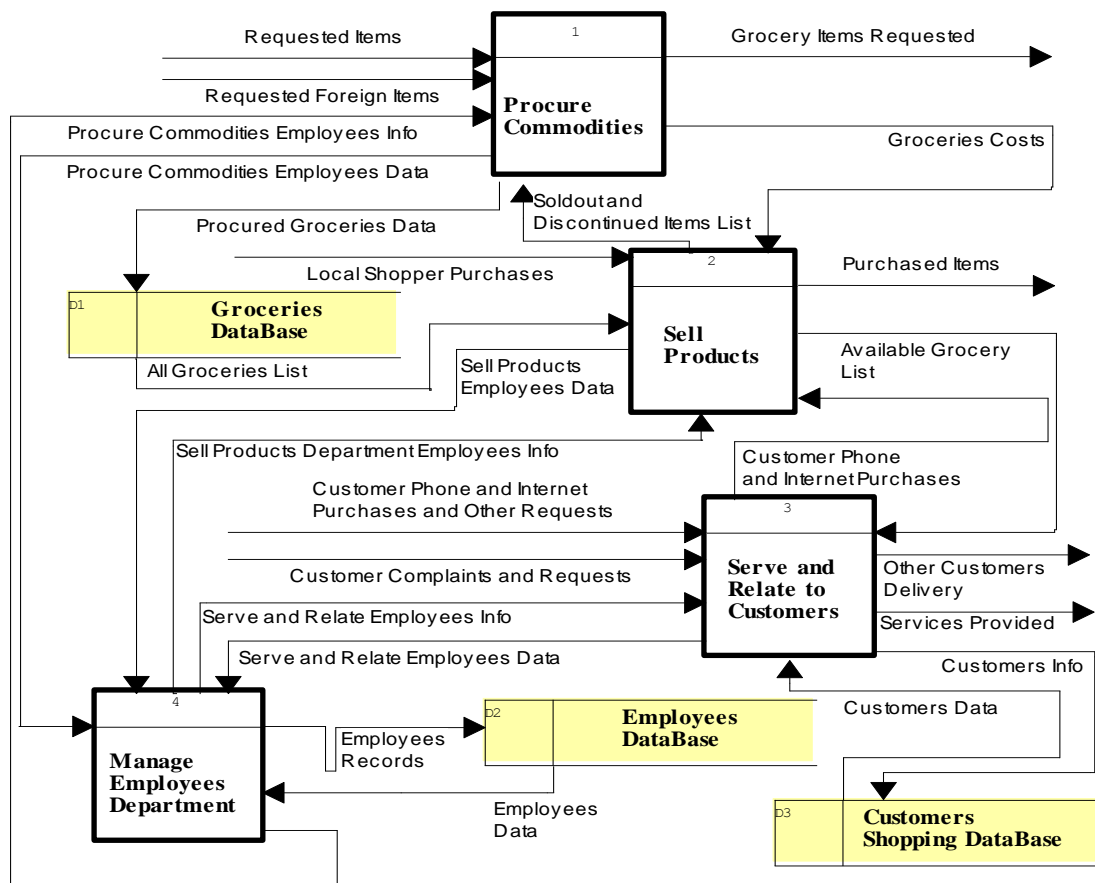 Requested Items
1
Grocery Items Requested
Requested Foreign Items
Procure
Commodities
Procure Commodities Employees Info
Groceries Costs
Procure Commodities Employees Data
Soldout and
Discontinued Items List
Procured Groceries Data
Local Shopper Purchases
2
Purchased Items
D1
Groceries
DataBase
Sell
Products
Available Grocery
List
All Groceries List
Sell Products
Employees Data
Sell Products Department Employees Info
Customer Phone
and Internet Purchases
Customer Phone and Internet
Purchases and Other Requests
3
Customer Complaints and Requests
Serve and
Relate to
Customers
Other Customers
Delivery
Serve and Relate Employees Info
Services Provided
Serve and Relate Employees Data
Customers Info
4
Customers Data
D2
Employees
DataBase
Employees
Records
Manage
Employees
Department
Employees
Data
D3
Customers
Shopping DataBase